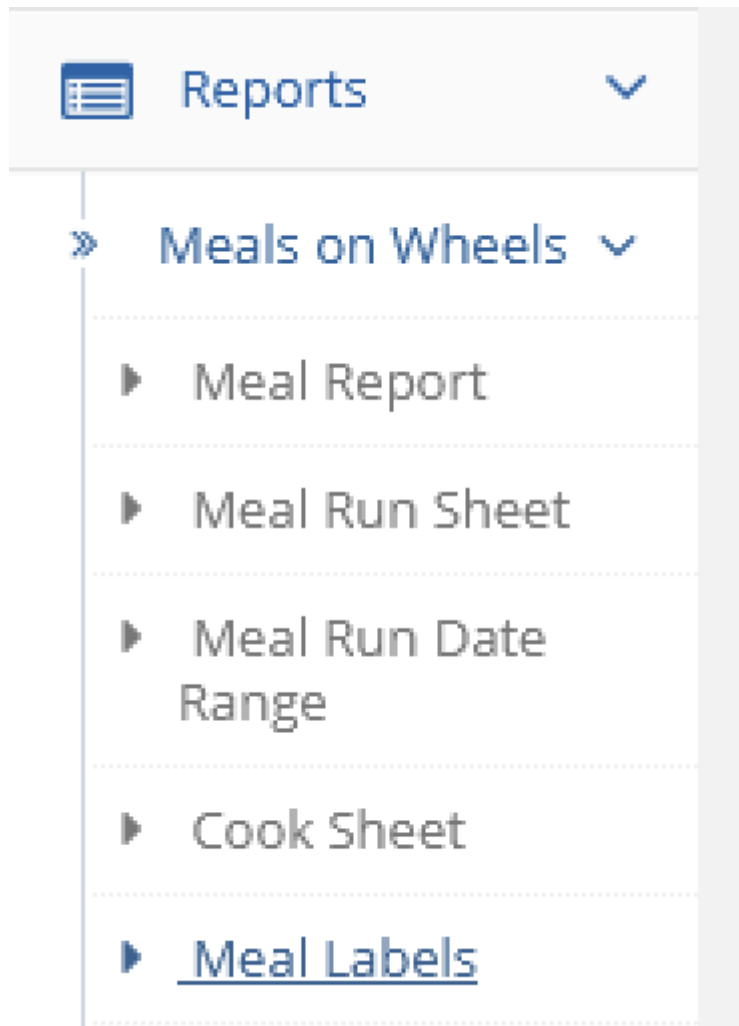 Reports
Meals on Wheels
Meal Report
Meal Run Sheet
Meal Run Date
Range
Cook Sheet
Meal Labels